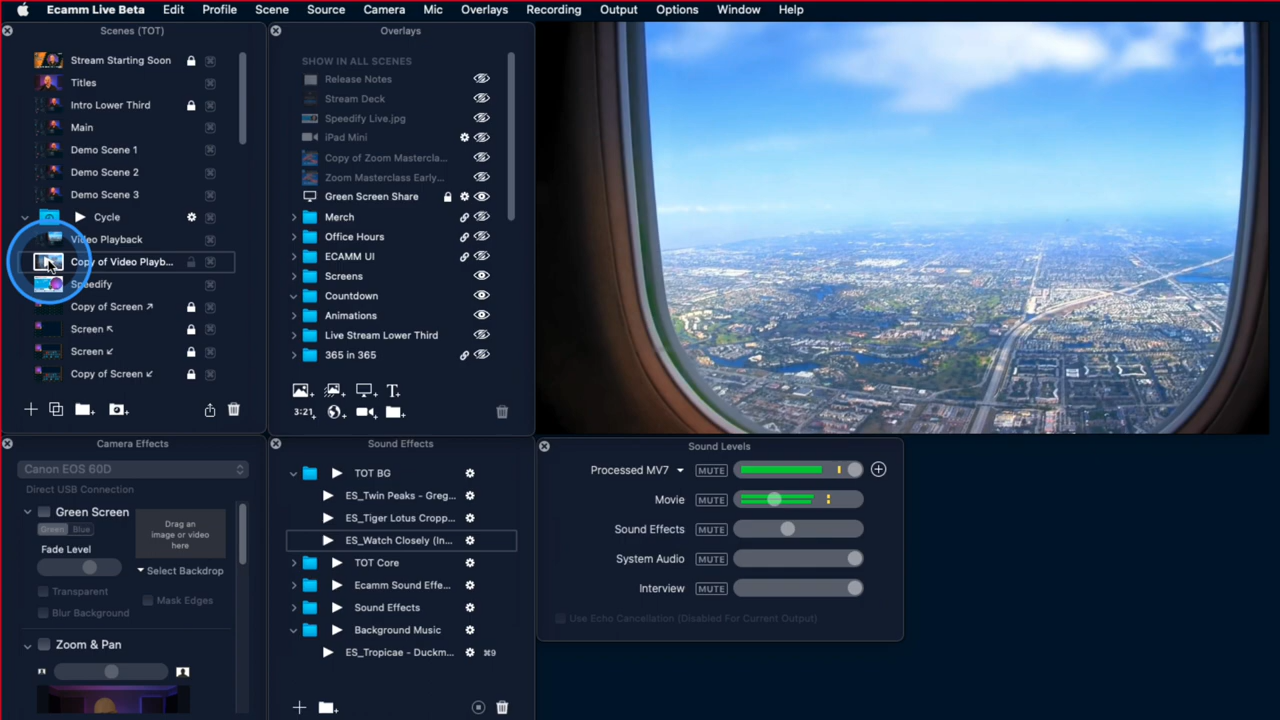 Ecamm Live Beta Edit Profile Scene Source Camera Mic Overlays Recording Output Options Window Help
Scenes (TOT)
Stream Starting Soon
Titles
Intro Lower Third
Main
Demo Scene 1
Demo Scene 2
Demo Scene 3
Cycle
Video Playback
Copy of Video Playb...
Speedify
Copy of Screen ↗
Screen ↖
Screen ↙
Copy of Screen ↙
Overlays
SHOW IN ALL SCENES
Release Notes
Stream Deck
Speedify Live.jpg
iPad Mini
Copy of Zoom Mastercla...
Zoom Masterclass Early...
Green Screen Share
Merch
Office Hours
ECAMM UI
Screens
Countdown
Animations
Live Stream Lower Third
365 in 365
T+
3:21+
Camera Effects
Canon EOS 60D
Direct USB Connection
Green Screen
Green Blue
Fade Level
Drag an
image or video
here
Select Backdrop
Transparent
Mask Edges
Blur Background
Zoom & Pan
Sound Effects
TOT BG
ES_Twin Peaks - Greg...
ES_Tiger Lotus Cropp...
ES_Watch Closely (In...
TOT Core
Ecamm Sound Effe...
Sound Effects
Background Music
ES_Tropicae - Duckm... ⌘9
Sound Levels
Processed MV7 MUTE
Movie MUTE
Sound Effects MUTE
System Audio MUTE
Interview MUTE
Use Echo Cancellation (Disabled For Current Output)